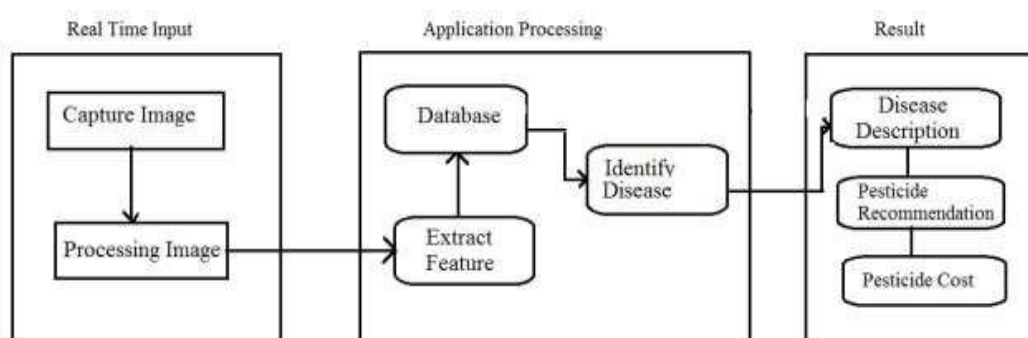 Real Time Input
Application Processing
Result
Capture Image
Processing Image
Database
Extract
Feature
Identify
Disease
Disease
Description
Pesticide
Recommendation
Pesticide Cost